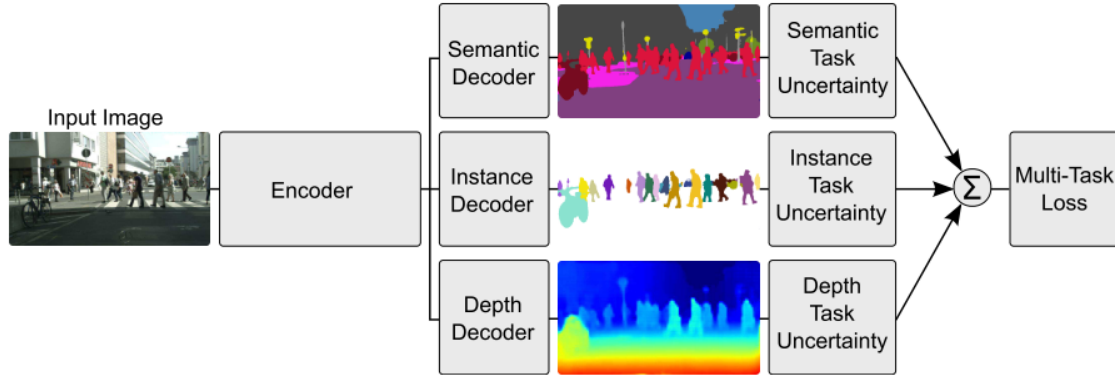 Input Image
Encoder
Semantic
Decoder
Semantic
Task
Uncertainty
Instance
Decoder
Instance
Task
Uncertainty
Depth
Decoder
Depth
Task
Uncertainty
Σ
Multi-Task
Loss